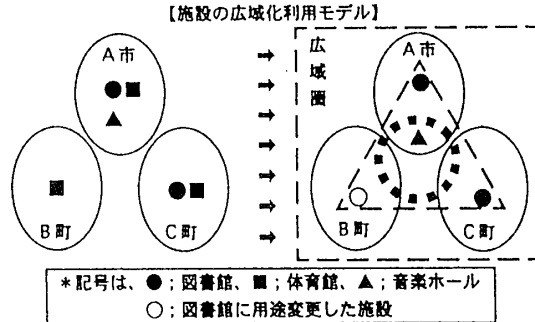 【施設の広域化利用モデル】
A市
B町
C町
広域圏
A市
B町
C町
＊記号は、●；図書館、■；体育館、▲；音楽ホール
○；図書館に用途変更した施設